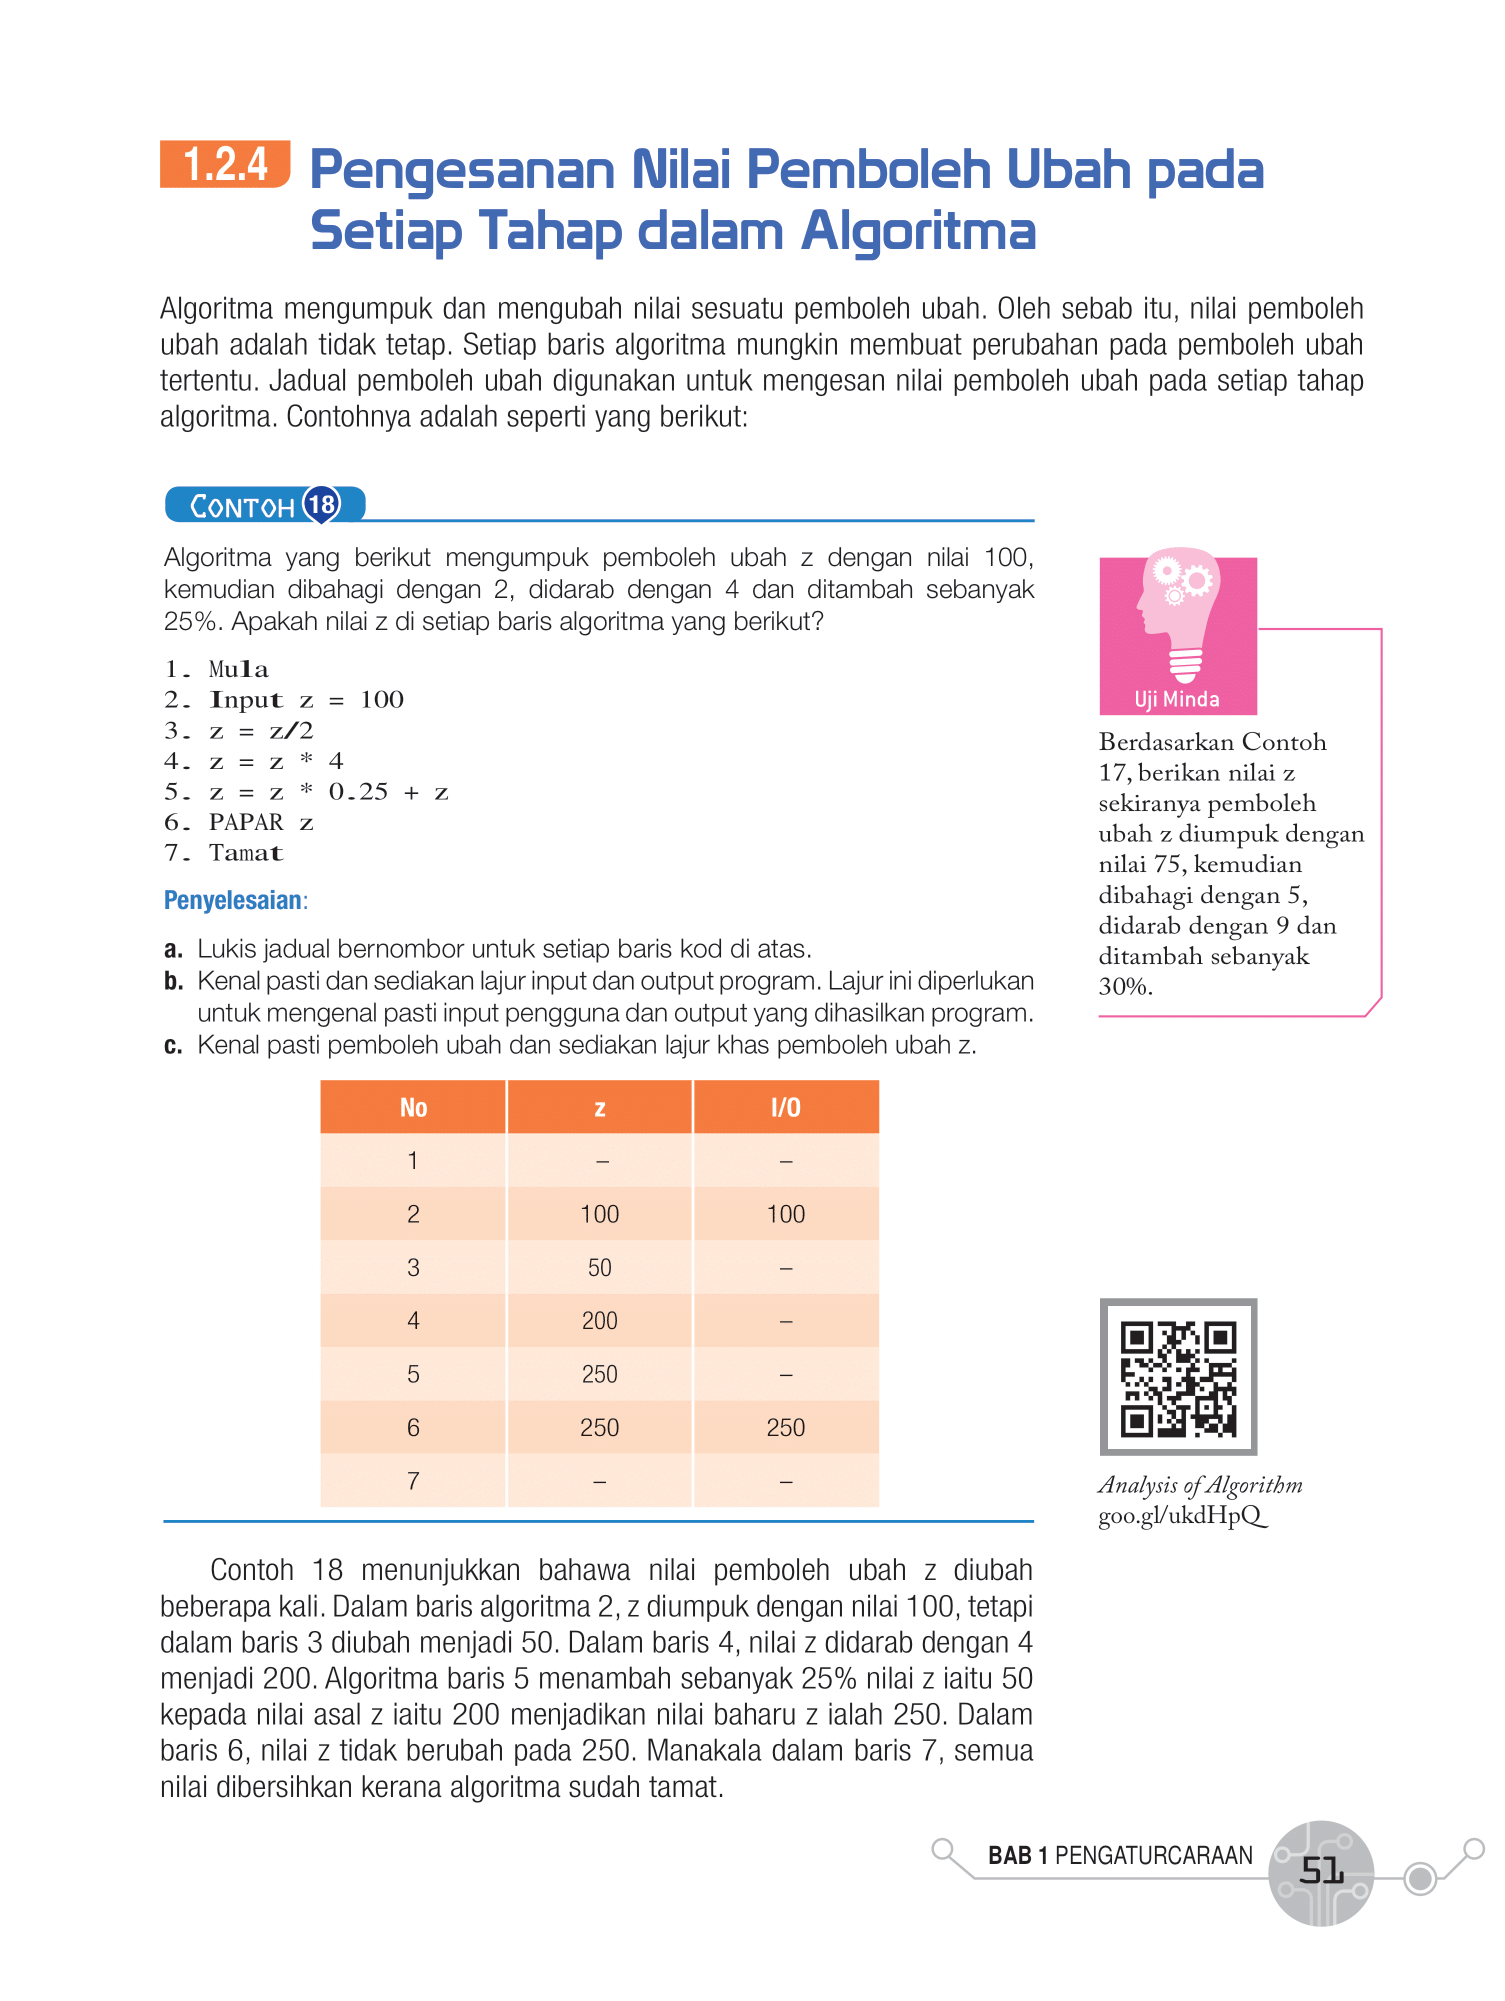 1.2.4 Pengesanan Nilai Pemboleh Ubah pada
Setiap Tahap dalam Algoritma
Algoritma mengumpuk dan mengubah nilai sesuatu pemboleh ubah. Oleh sebab itu, nilai pemboleh
ubah adalah tidak tetap. Setiap baris algoritma mungkin membuat perubahan pada pemboleh ubah
tertentu. Jadual pemboleh ubah digunakan untuk mengesan nilai pemboleh ubah pada setiap tahap
algoritma. Contohnya adalah seperti yang berikut:
CONTOH 18
Algoritma yang berikut mengumpuk pemboleh ubah z dengan nilai 100,
kemudian dibahagi dengan 2, didarab dengan 4 dan ditambah sebanyak
25%. Apakah nilai z di setiap baris algoritma yang berikut?
1. Mula
2. Input z = 100
3. z = z/2
4. z = z * 4
5. z = z * 0.25 + z
6. PAPAR z
7. Tamat
Penyelesaian:
a. Lukis jadual bernombor untuk setiap baris kod di atas.
b. Kenal pasti dan sediakan lajur input dan output program. Lajur ini diperlukan
untuk mengenal pasti input pengguna dan output yang dihasilkan program.
c. Kenal pasti pemboleh ubah dan sediakan lajur khas pemboleh ubah z.
No z I/O
1 – –
2 100 100
3 50 –
4 200 –
5 250 –
6 250 250
7 – –
Contoh 18 menunjukkan bahawa nilai pemboleh ubah z diubah
beberapa kali. Dalam baris algoritma 2, z diumpuk dengan nilai 100, tetapi
dalam baris 3 diubah menjadi 50. Dalam baris 4, nilai z didarab dengan 4
menjadi 200. Algoritma baris 5 menambah sebanyak 25% nilai z iaitu 50
kepada nilai asal z iaitu 200 menjadikan nilai baharu z ialah 250. Dalam
baris 6, nilai z tidak berubah pada 250. Manakala dalam baris 7, semua
nilai dibersihkan kerana algoritma sudah tamat.
Uji Minda
Berdasarkan Contoh
17, berikan nilai z
sekiranya pemboleh
ubah z diumpuk dengan
nilai 75, kemudian
dibahagi dengan 5,
didarab dengan 9 dan
ditambah sebanyak
30%.
Analysis of Algorithm
goo.gl/ukdHpQ
BAB 1 PENGATURCARAAN 51